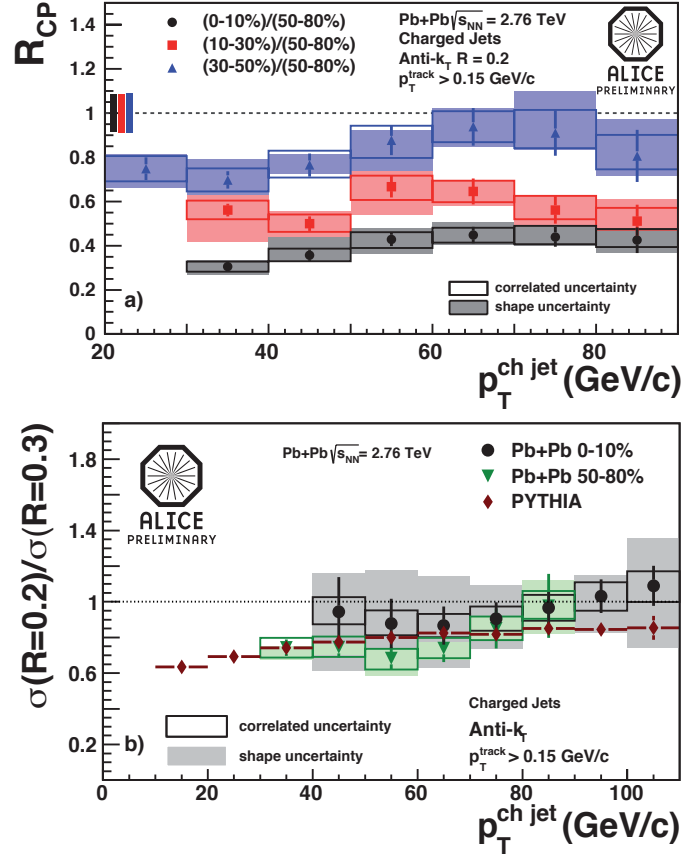 R_CP
1.4
1.2
1
0.8
0.6
0.4
0.2
0
(0-10%)/(50-80%)
(10-30%)/(50-80%)
(30-50%)/(50-80%)
Pb+Pb √s_NN = 2.76 TeV
Charged Jets
Anti-k_T R = 0.2
p_T^track > 0.15 GeV/c
ALICE
PRELIMINARY
a)
correlated uncertainty
shape uncertainty
20 40 60 80
p_T^ch jet (GeV/c)
σ(R=0.2)/σ(R=0.3)
1.8
1.4
1
0.6
0.2
ALICE
PRELIMINARY
Pb+Pb √s_NN = 2.76 TeV
Pb+Pb 0-10%
Pb+Pb 50-80%
PYTHIA
b)
correlated uncertainty
shape uncertainty
Charged Jets
Anti-k_T
p_T^track > 0.15 GeV/c
0 20 40 60 80 100
p_T^ch jet (GeV/c)